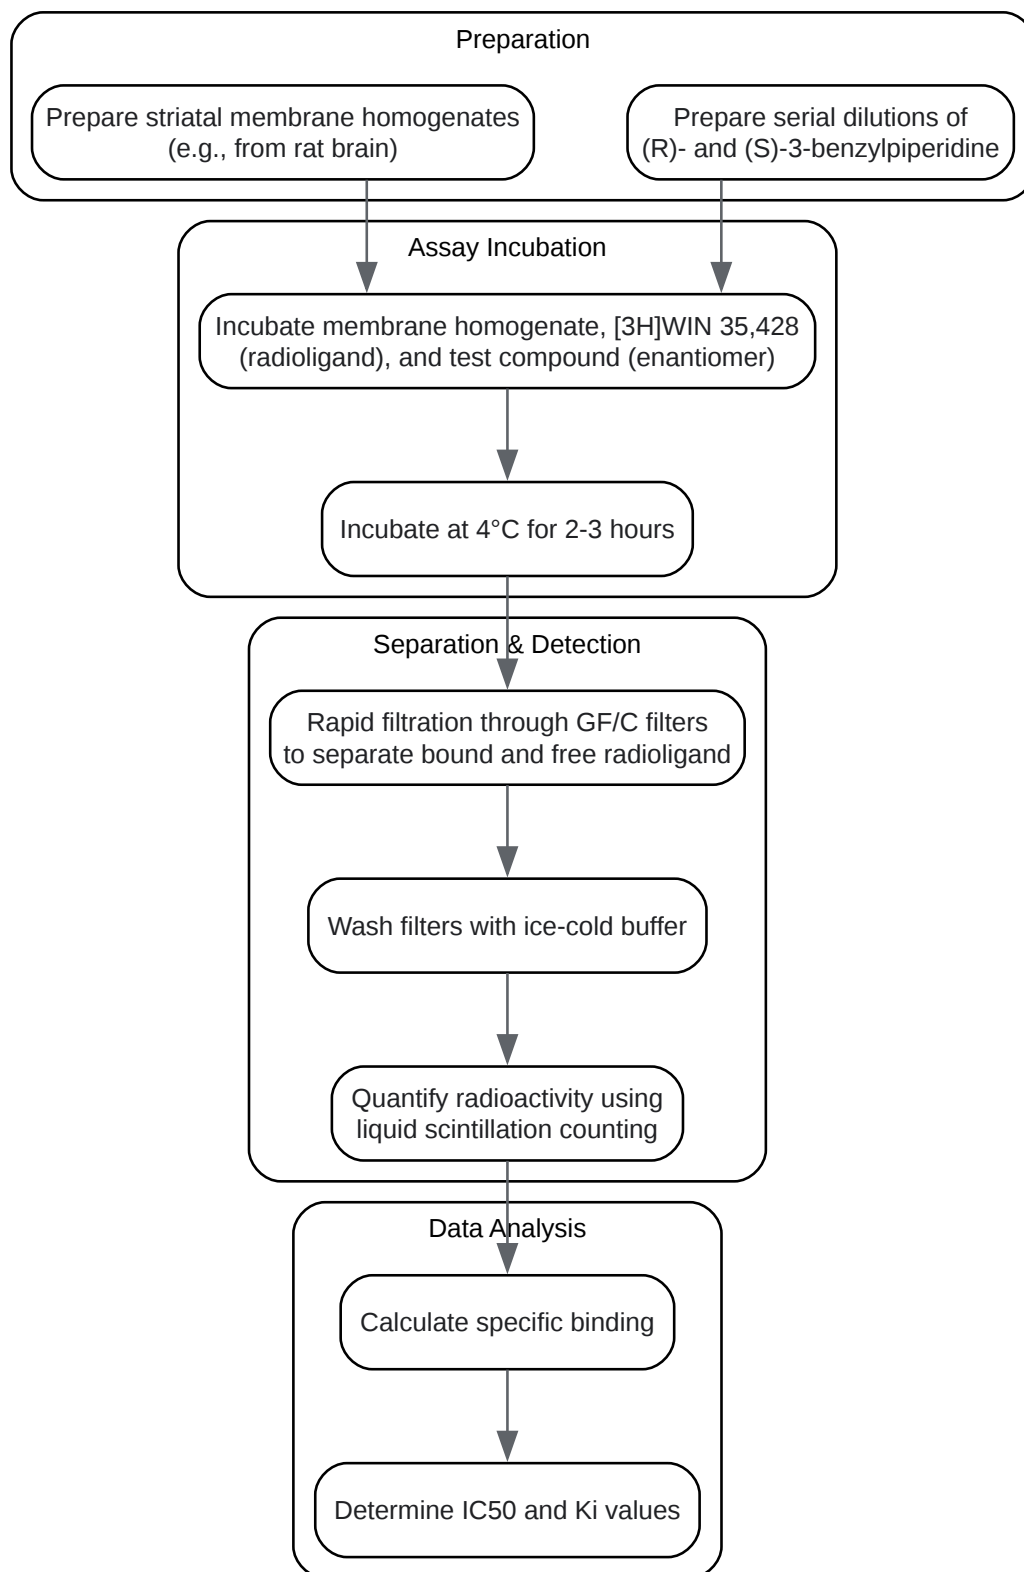 Preparation
Prepare striatal membrane homogenates
(e.g., from rat brain)
Prepare serial dilutions of
(R)- and (S)-3-benzylpiperidine
Assay Incubation
Incubate membrane homogenate, [3H]WIN 35,428
(radioligand), and test compound (enantiomer)
Incubate at 4°C for 2-3 hours
Separation & Detection
Rapid filtration through GF/C filters
to separate bound and free radioligand
Wash filters with ice-cold buffer
Quantify radioactivity using
liquid scintillation counting
Data Analysis
Calculate specific binding
Determine IC50 and Ki values